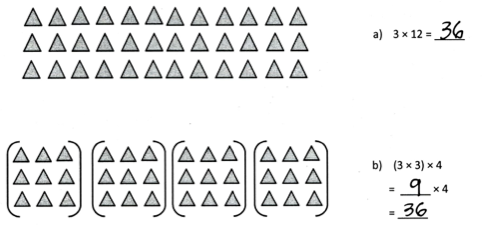 a) 3 × 12 = 36
b) (3 × 3) × 4
= 9 × 4
= 36